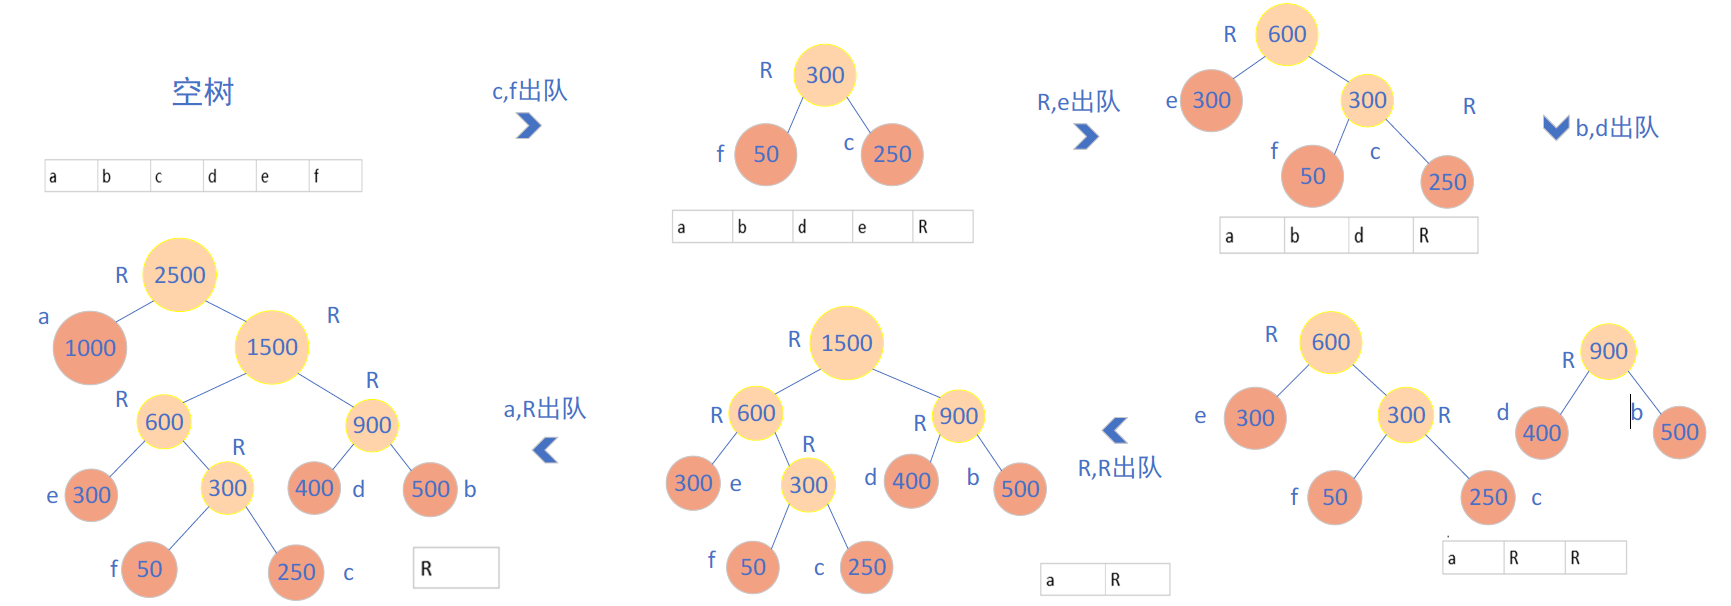 空树
a b c d e f
c,f出队
R 300
f 50 c 250
a b d e R
R,e出队
R 600
e 300 300 R
f c
50 250
a b d R
b,d出队
R 600
e 300 300 R
f 50 250 c
R 900
d b
400 500
a R R
R,R出队
R 1500
R 600 R 900
R
300 e 300 d 400 b 500
f 50 c 250
a R
a,R出队
R 2500
a R
1000 1500
R R
600 900
R
e 300 300 400 d 500 b
f 50 250 c
R